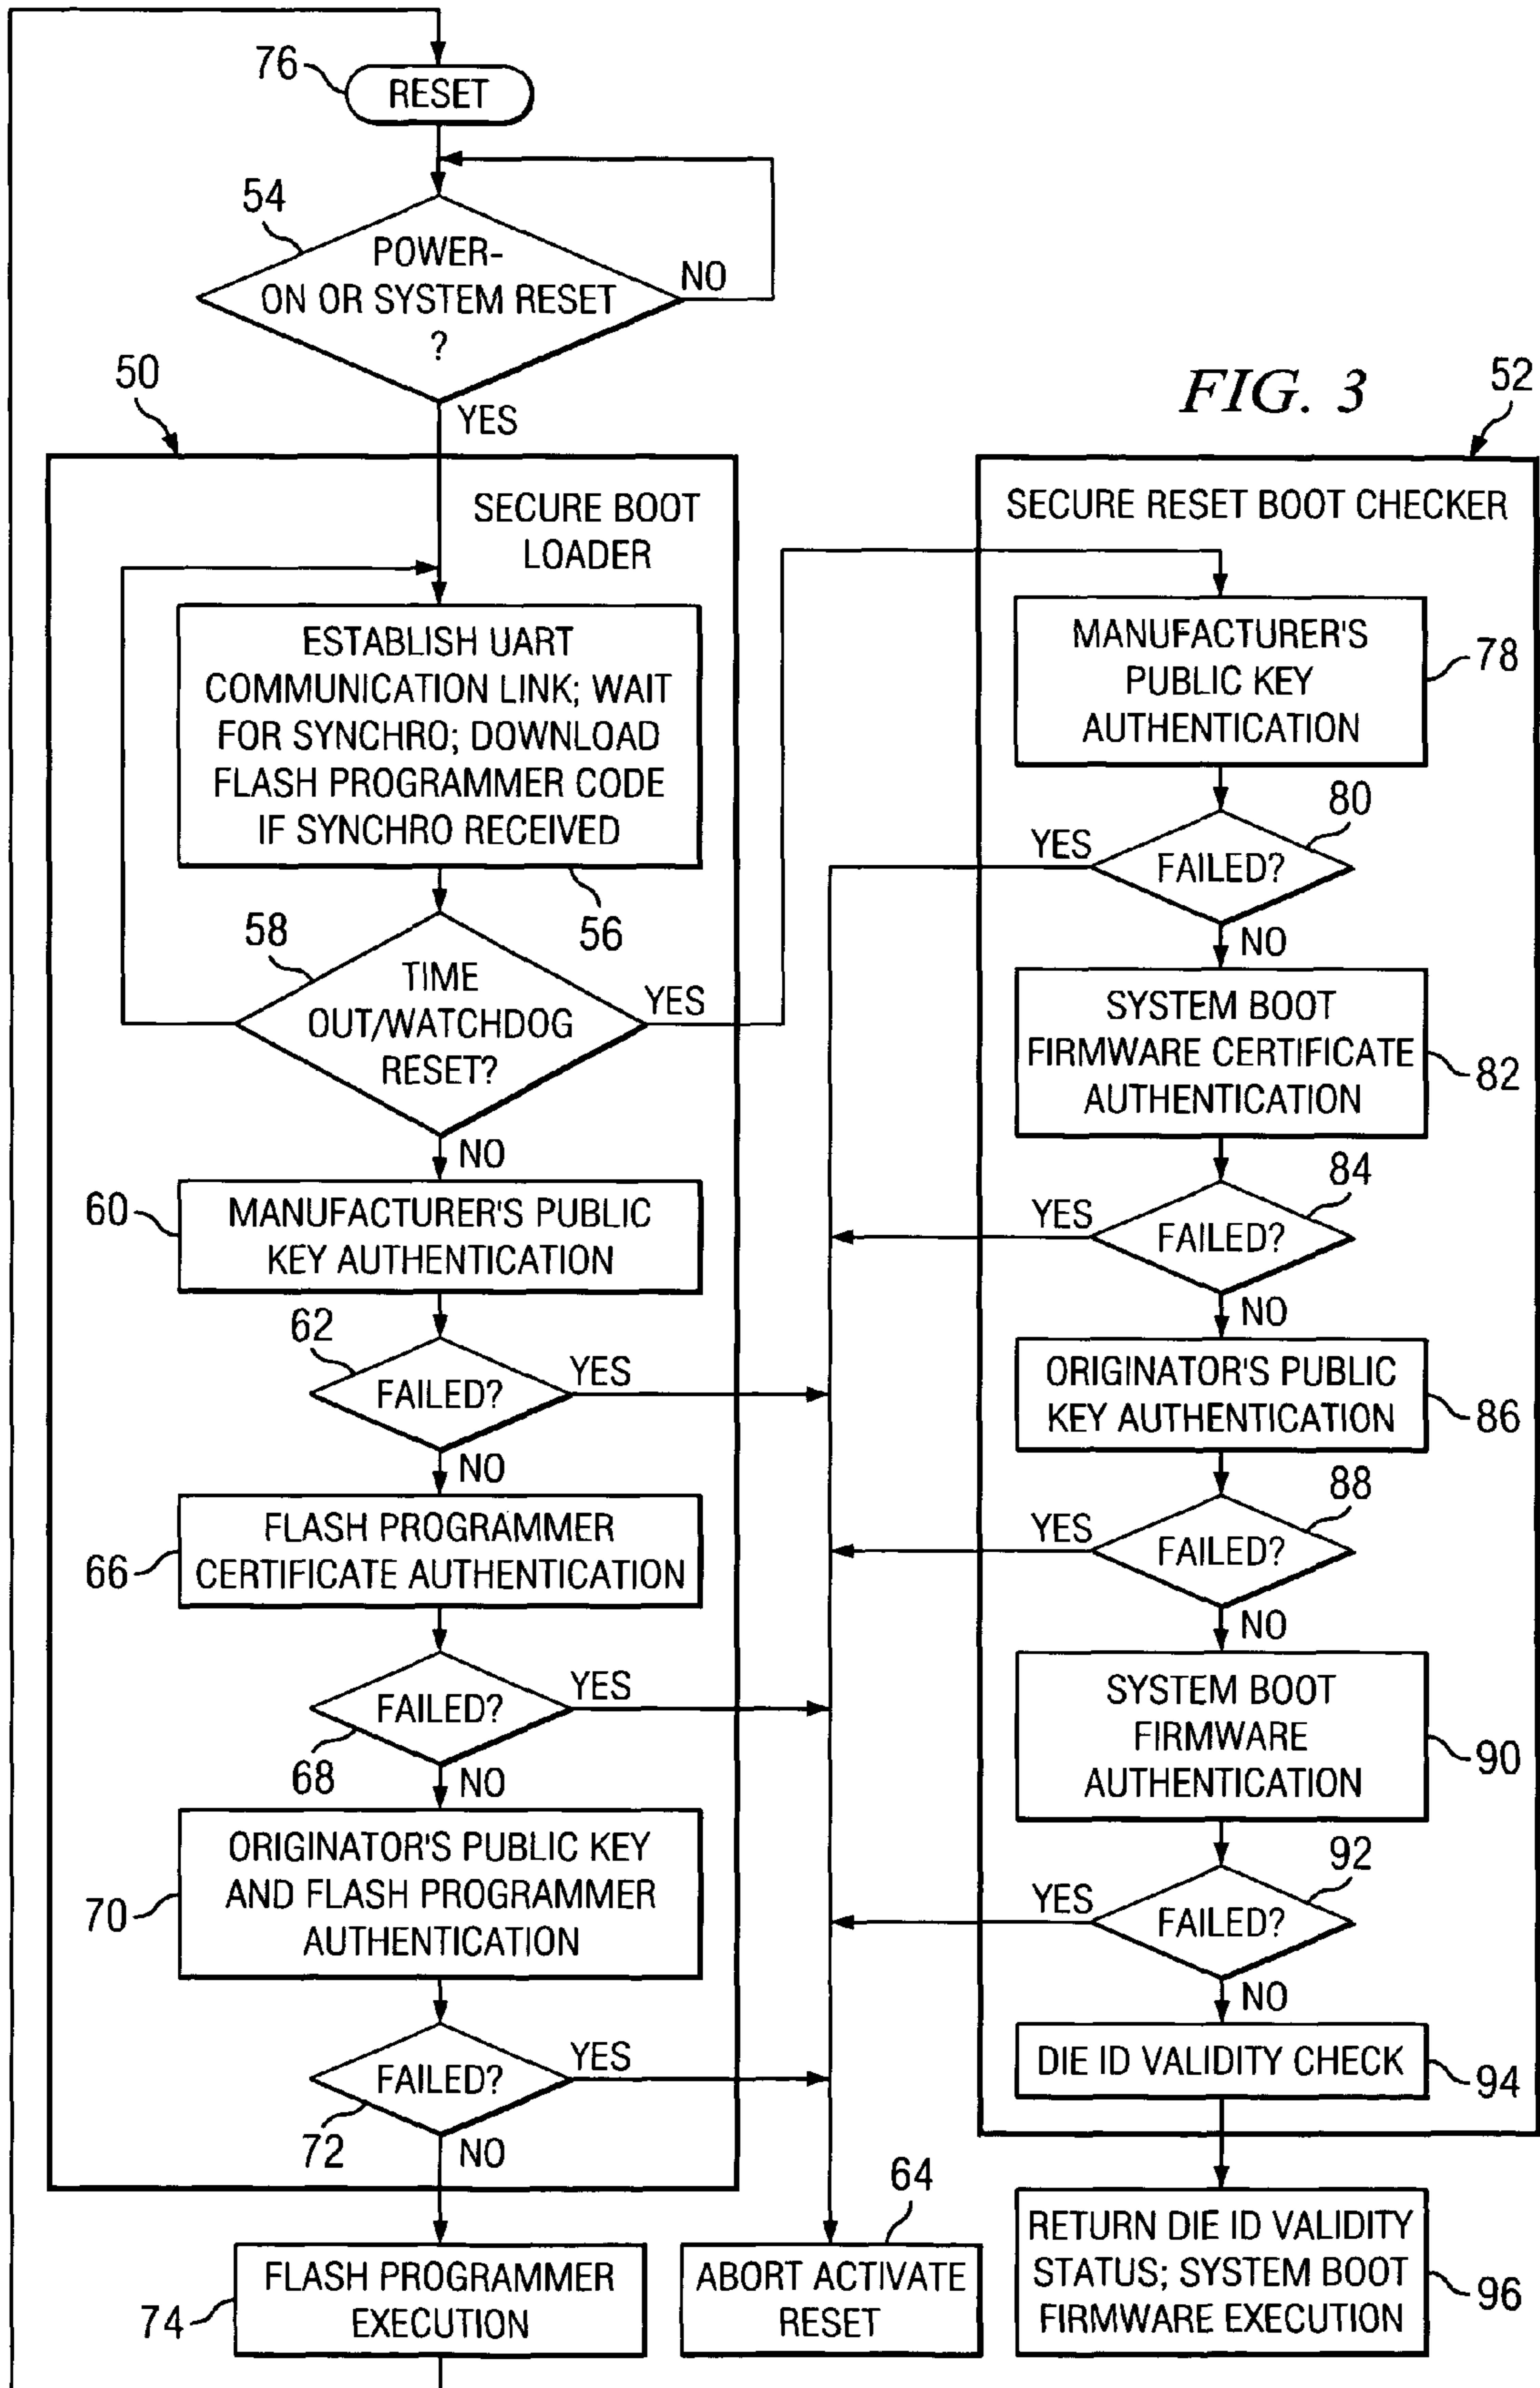 76
RESET
54
POWER-
ON OR SYSTEM RESET
?
NO
YES
FIG. 3
50
SECURE BOOT
LOADER
ESTABLISH UART
COMMUNICATION LINK; WAIT
FOR SYNCHRO; DOWNLOAD
FLASH PROGRAMMER CODE
IF SYNCHRO RECEIVED
56
58
TIME
OUT/WATCHDOG
RESET?
YES
NO
60
MANUFACTURER'S PUBLIC
KEY AUTHENTICATION
62
FAILED?
YES
NO
66
FLASH PROGRAMMER
CERTIFICATE AUTHENTICATION
FAILED?
YES
68
NO
70
ORIGINATOR'S PUBLIC KEY
AND FLASH PROGRAMMER
AUTHENTICATION
FAILED?
YES
72
NO
74
FLASH PROGRAMMER
EXECUTION
64
ABORT ACTIVATE
RESET
52
SECURE RESET BOOT CHECKER
MANUFACTURER'S
PUBLIC KEY
AUTHENTICATION
78
80
YES
FAILED?
NO
SYSTEM BOOT
FIRMWARE CERTIFICATE
AUTHENTICATION
82
84
YES
FAILED?
NO
ORIGINATOR'S PUBLIC
KEY AUTHENTICATION
86
88
YES
FAILED?
NO
SYSTEM BOOT
FIRMWARE
AUTHENTICATION
90
92
YES
FAILED?
NO
DIE ID VALIDITY CHECK
94
RETURN DIE ID VALIDITY
STATUS; SYSTEM BOOT
FIRMWARE EXECUTION
96